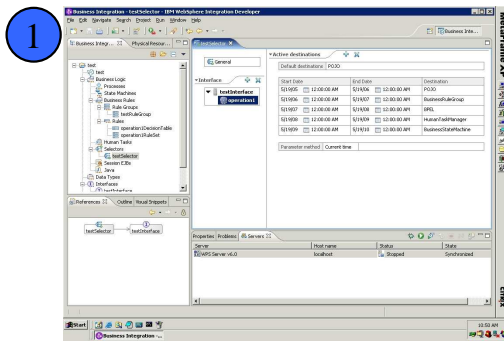 1
Business Integration - testSelector - IBM WebSphere Integration Developer
File Edit Navigate Search Project Run Window Help
Business Inte...
Business Integr...
Physical Resour...
test
test
Business Logic
Processes
State Machines
Business Rules
Rule Groups
testRuleGroup
Rules
operation1DecisionTable
operation1RuleSet
Human Tasks
Selectors
testSelector
Session EJBs
Java
Data Types
Interfaces
testInterface
testSelector
General
Interface
testInterface
operation1
Active destinations
Default destinations POJO
Start Date End Date Destination
5/19/05 12:00:00 AM 5/19/06 12:00:00 AM POJO
5/19/06 12:00:00 AM 5/19/07 12:00:00 AM BusinessRuleGroup
5/19/07 12:00:00 AM 5/19/08 12:00:00 AM BPEL
5/19/08 12:00:00 AM 5/19/09 12:00:00 AM HumanTaskManager
5/19/09 12:00:00 AM 5/19/10 12:00:00 AM BusinessStateMachine
Parameter method Current time
References Outline Visual Snippets
testSelector testInterface
Properties Problems Servers
Server Host name Status State
WPS Server v6.0 localhost Stopped Synchronized
Start
10:50 AM
Business Integration -...
MetaFrame XP
CITRIX